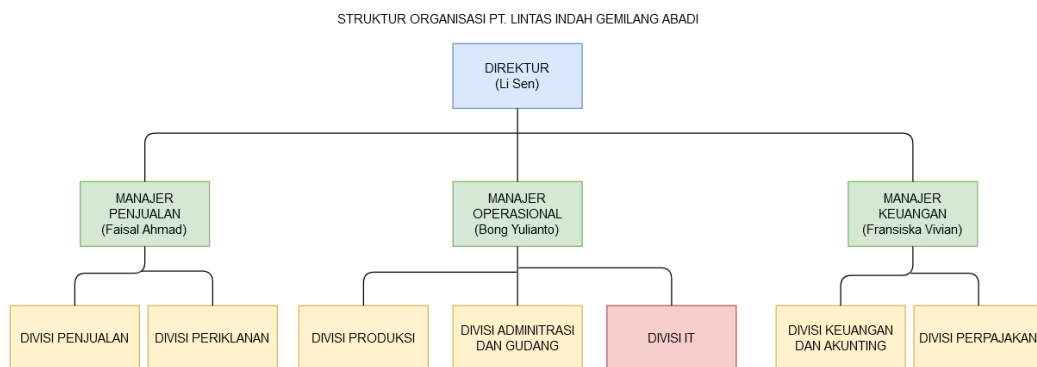 STRUKTUR ORGANISASI PT. LINTAS INDAH GEMILANG ABADI
DIREKTUR
(Li Sen)
MANAJER
PENJUALAN
(Faisal Ahmad)
MANAJER
OPERASIONAL
(Bong Yulianto)
MANAJER
KEUANGAN
(Fransiska Vivian)
DIVISI PENJUALAN
DIVISI PERIKLANAN
DIVISI PRODUKSI
DIVISI ADMINITRASI
DAN GUDANG
DIVISI IT
DIVISI KEUANGAN
DAN AKUNTING
DIVISI PERPAJAKAN